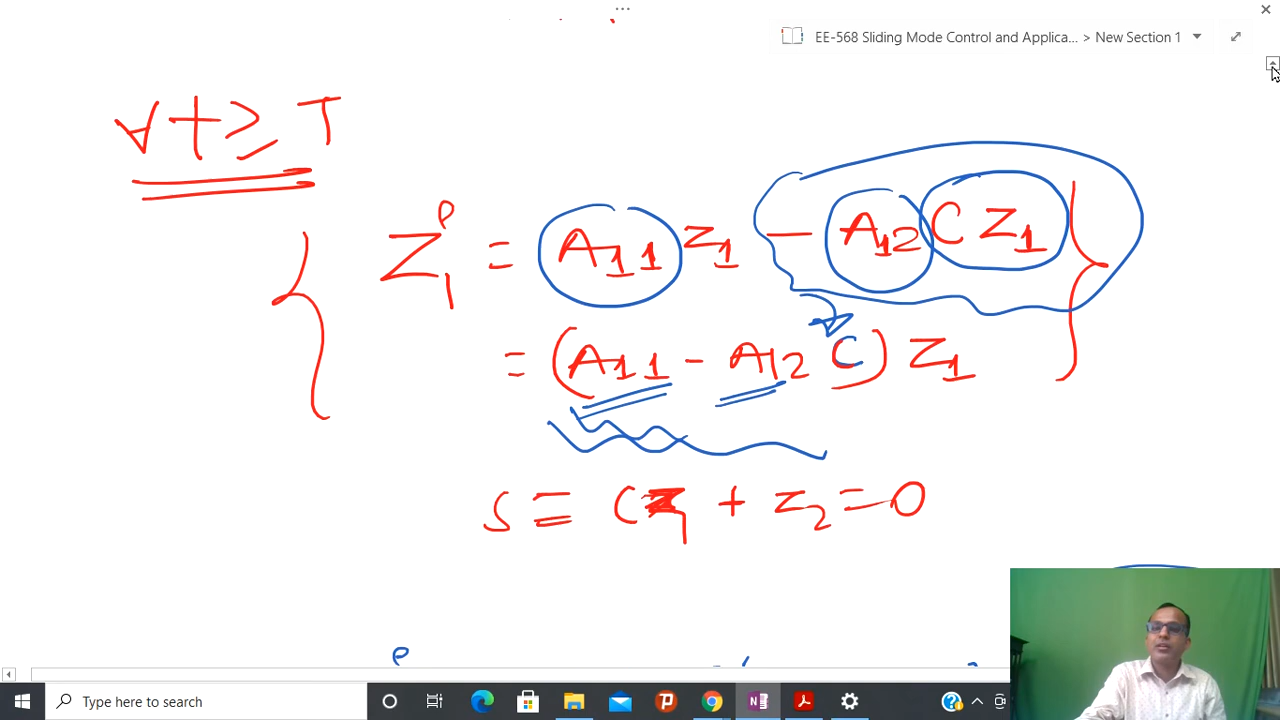 EE-568 Sliding Mode Control and Applica... > New Section 1
∀ t ≥ T
Ż₁ = A₁₁ Z₁ − A₁₂ C Z₁
= (A₁₁ − A₁₂ C) Z₁
S = C Z₁ + Z₂ = 0
Type here to search